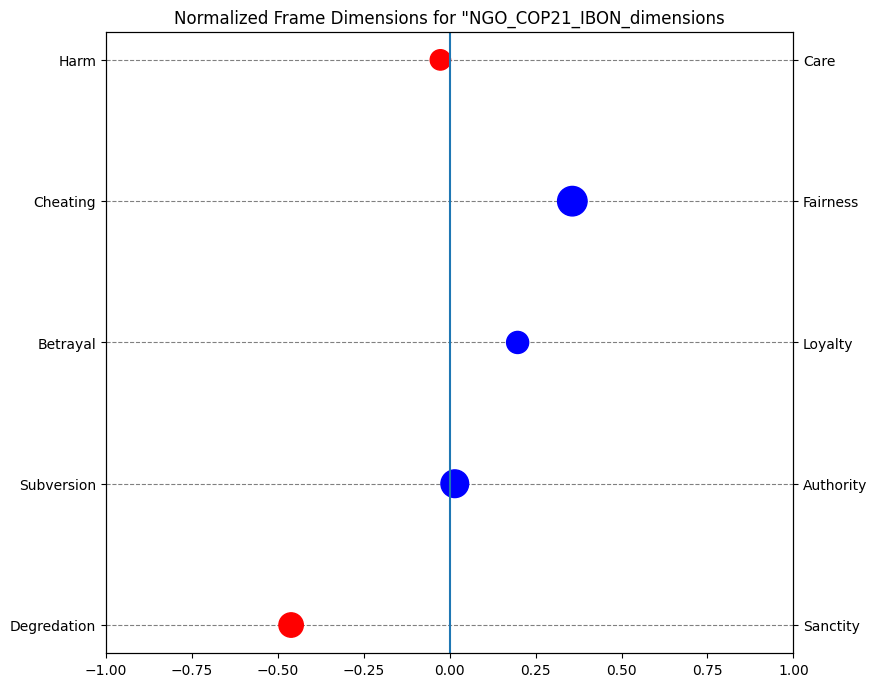 Normalized Frame Dimensions for "NGO_COP21_IBON_dimensions
Harm
Care
Cheating
Fairness
Betrayal
Loyalty
Subversion
Authority
Degredation
Sanctity
−1.00 −0.75 −0.50 −0.25 0.00 0.25 0.50 0.75 1.00